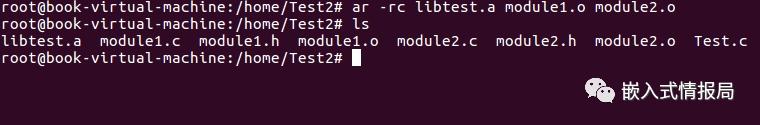 root@book-virtual-machine:/home/Test2# ar -rc libtest.a module1.o module2.o
root@book-virtual-machine:/home/Test2# ls
libtest.a  module1.c  module1.h  module1.o  module2.c  module2.h  module2.o  Test.c
root@book-virtual-machine:/home/Test2#
嵌入式情报局